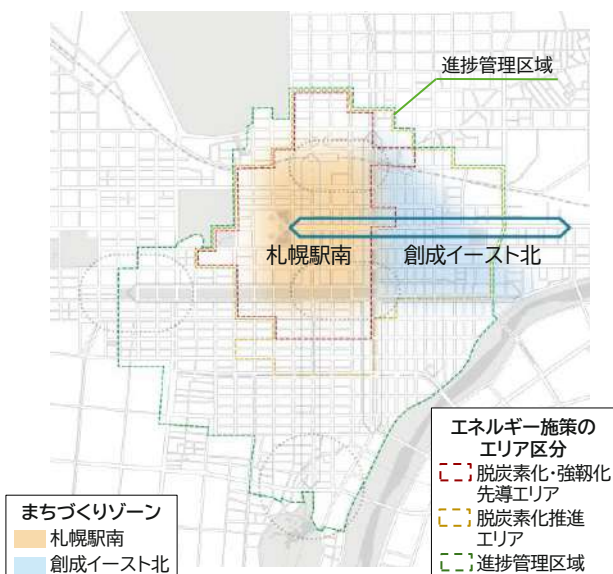 進捗管理区域
札幌駅南
創成イースト北
まちづくりゾーン
札幌駅南
創成イースト北
エネルギー施策の
エリア区分
脱炭素化・強靱化
先導エリア
脱炭素化推進
エリア
進捗管理区域